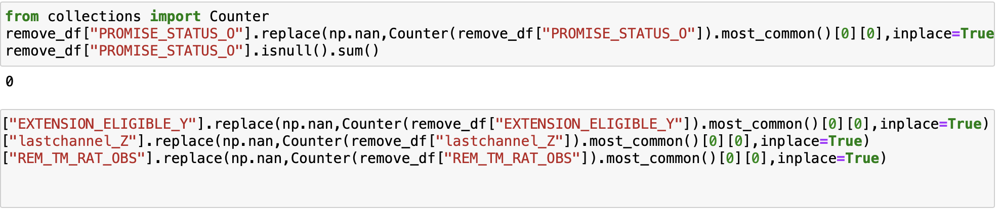 from collections import Counter
remove_df["PROMISE_STATUS_O"].replace(np.nan,Counter(remove_df["PROMISE_STATUS_O"]).most_common()[0][0],inplace=True
remove_df["PROMISE_STATUS_O"].isnull().sum()
0
["EXTENSION_ELIGIBLE_Y"].replace(np.nan,Counter(remove_df["EXTENSION_ELIGIBLE_Y"]).most_common()[0][0],inplace=True)
["lastchannel_Z"].replace(np.nan,Counter(remove_df["lastchannel_Z"]).most_common()[0][0],inplace=True)
["REM_TM_RAT_OBS"].replace(np.nan,Counter(remove_df["REM_TM_RAT_OBS"]).most_common()[0][0],inplace=True)